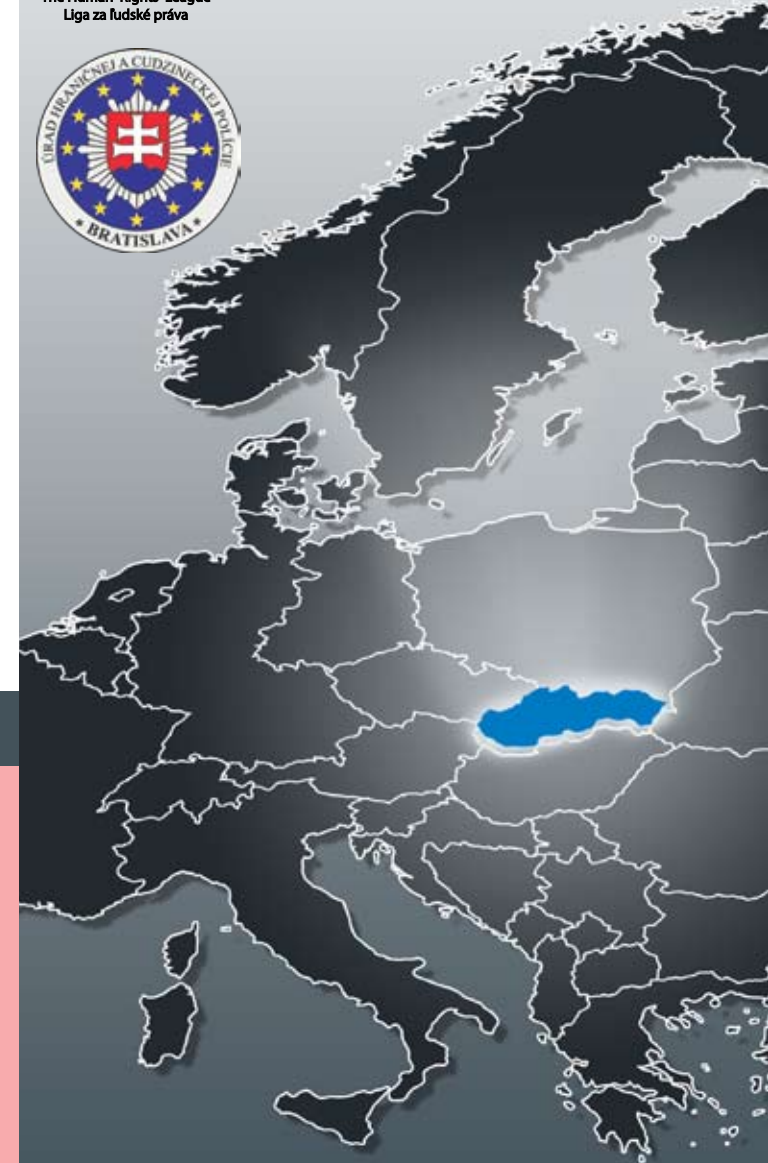 The Human Rights League
Liga za ľudské práva
ÚRAD HRANIČNEJ A CUDZINECKEJ POLÍCIE
* BRATISLAVA *